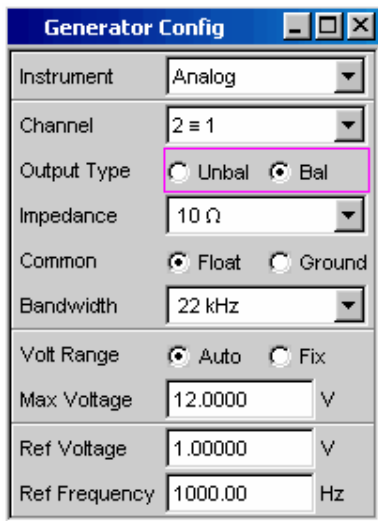 Generator Config
Instrument Analog
Channel 2 ≡ 1
Output Type Unbal Bal
Impedance 10 Ω
Common Float Ground
Bandwidth 22 kHz
Volt Range Auto Fix
Max Voltage 12.0000 V
Ref Voltage 1.00000 V
Ref Frequency 1000.00 Hz